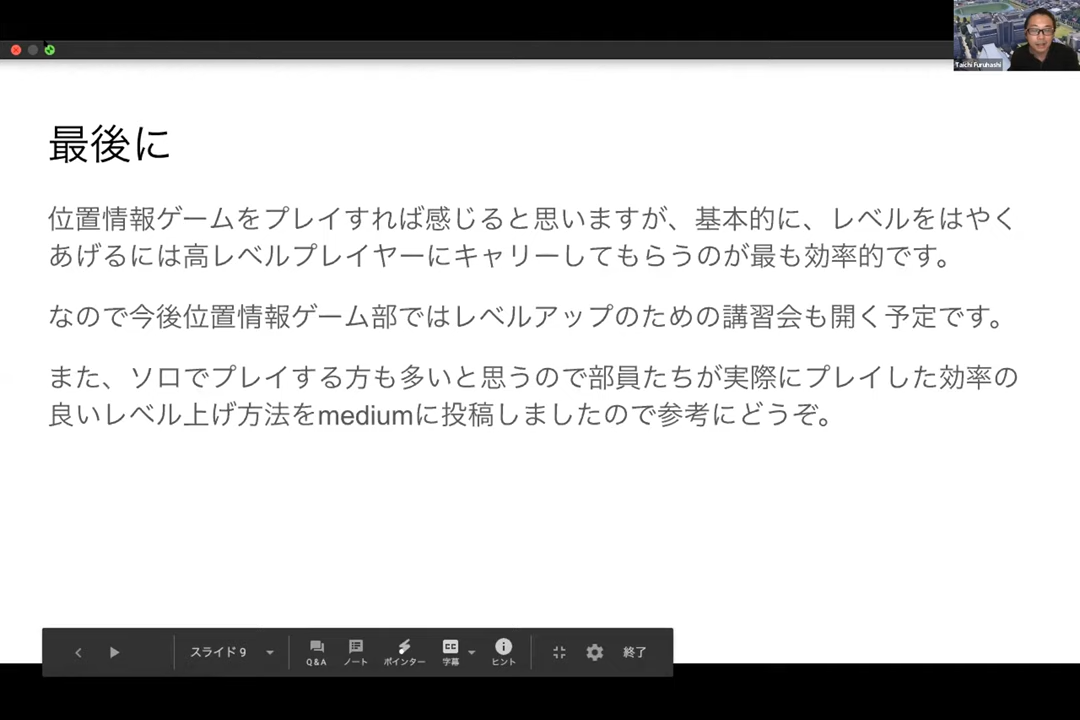 Taichi Furuhashi
最後に
位置情報ゲームをプレイすれば感じると思いますが、基本的に、レベルをはやく
あげるには高レベルプレイヤーにキャリーしてもらうのが最も効率的です。
なので今後位置情報ゲーム部ではレベルアップのための講習会も開く予定です。
また、ソロでプレイする方も多いと思うので部員たちが実際にプレイした効率の
良いレベル上げ方法をmediumに投稿しましたので参考にどうぞ。
スライド 9
Q&A
ノート
ポインター
CC
字幕
ヒント
終了